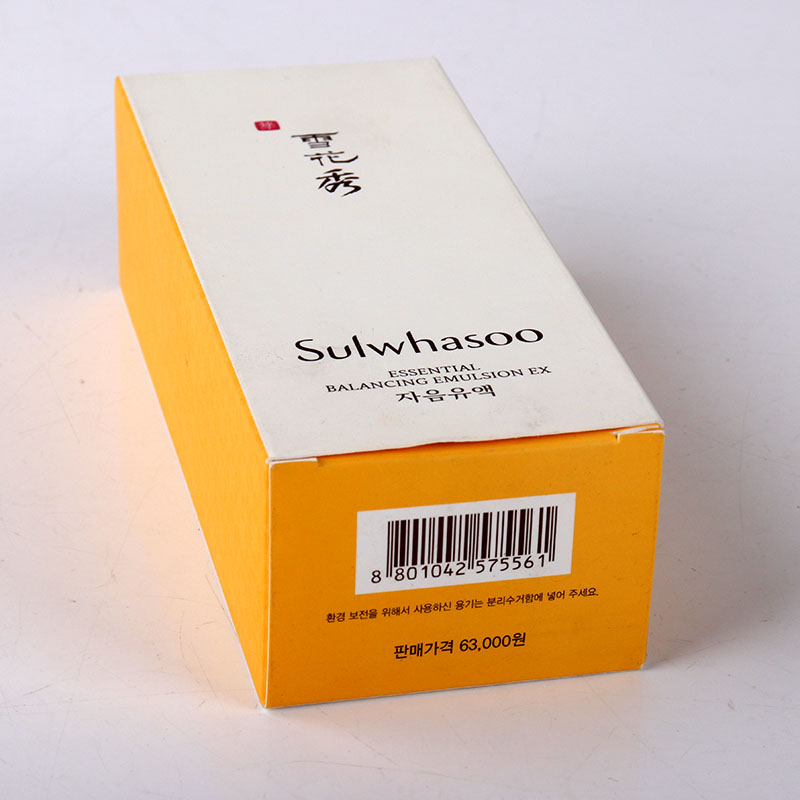 雪花秀
Sulwhasoo
ESSENTIAL
BALANCING EMULSION EX
자음유액
8 801042 575561
환경 보전을 위해서 사용하신 용기는 분리수거함에 넣어 주세요.
판매가격 63,000원